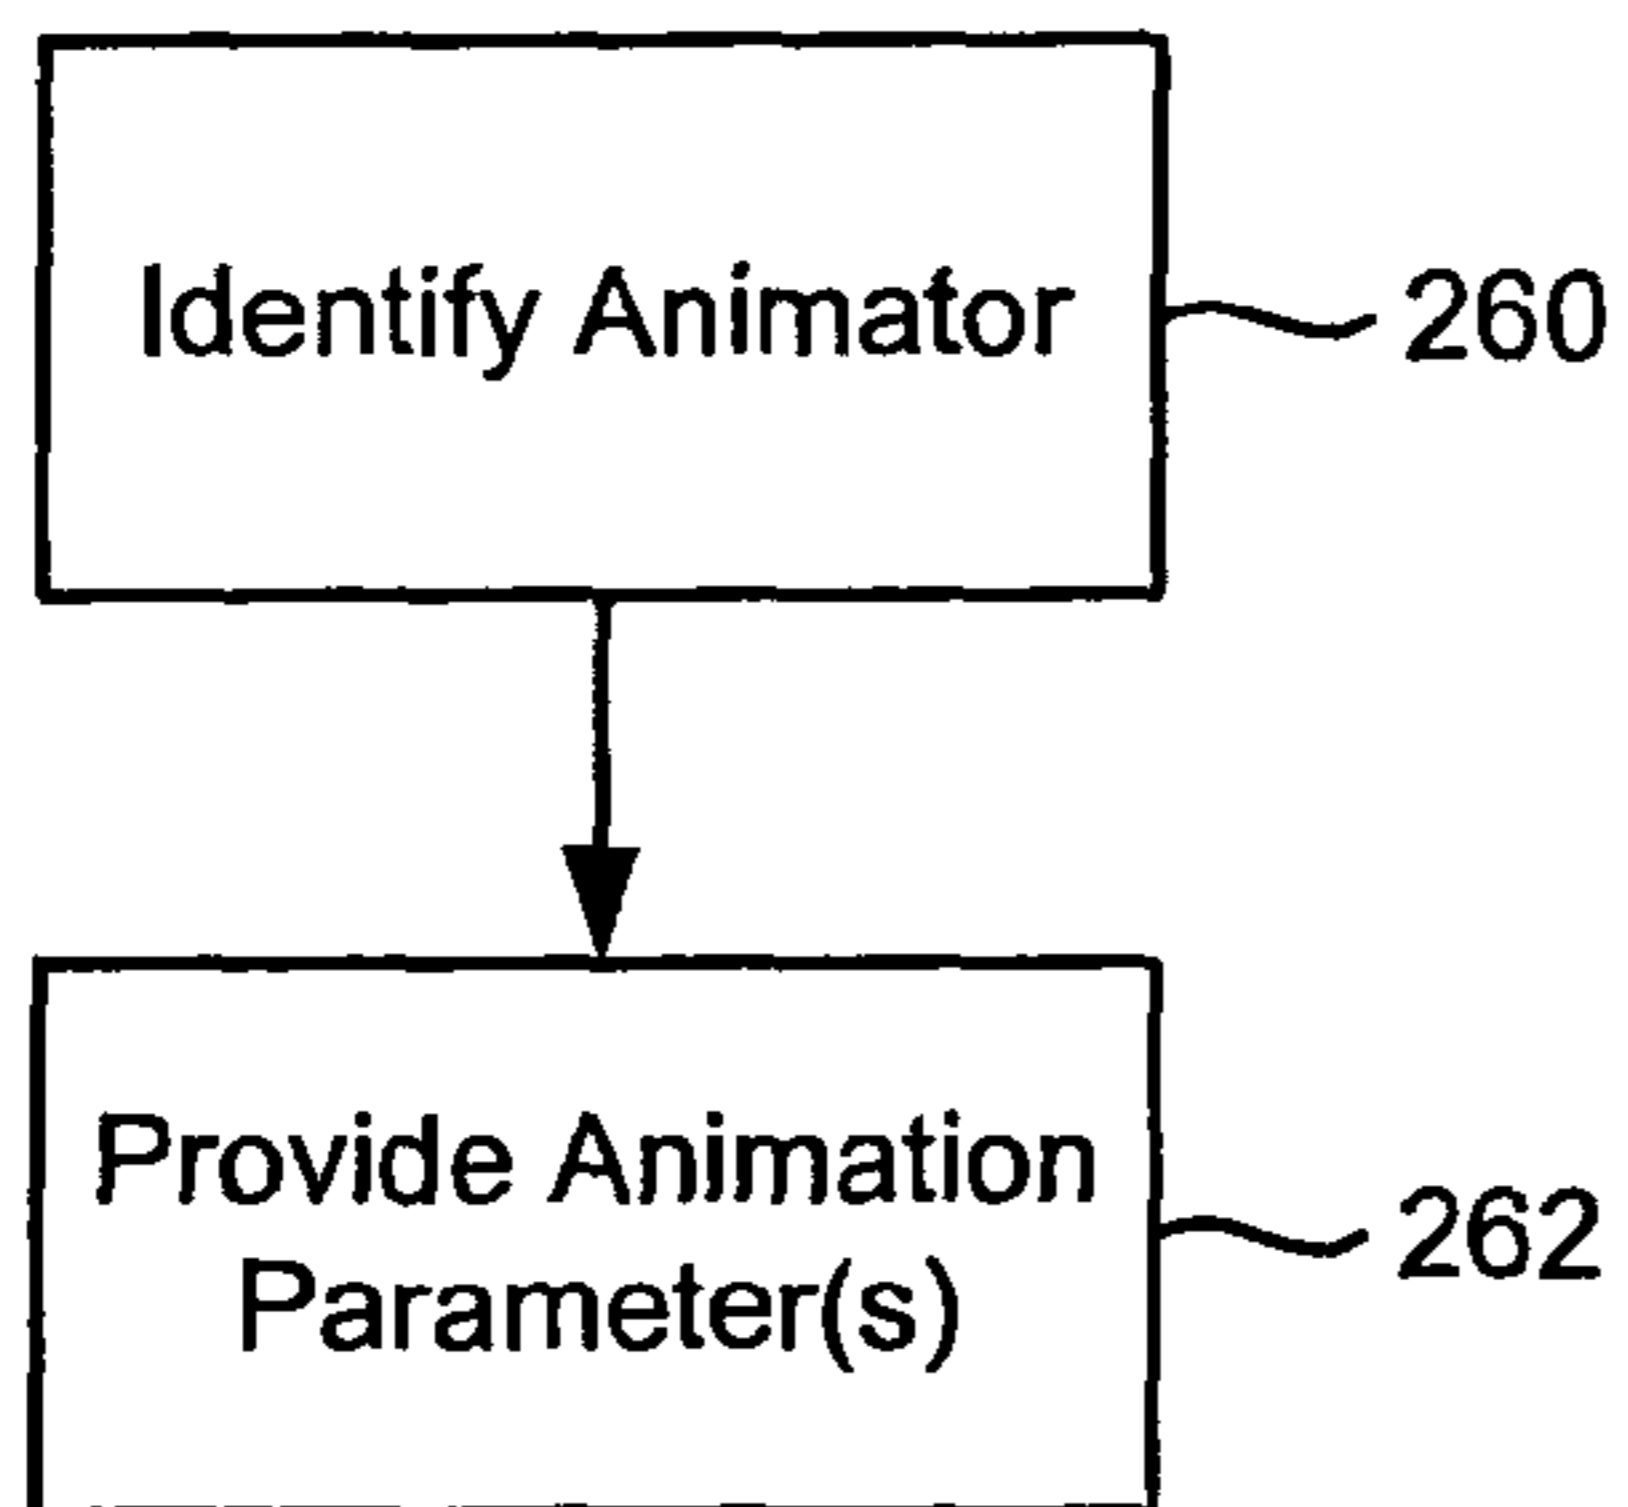 Identify Animator
260
Provide Animation
Parameter(s)
262